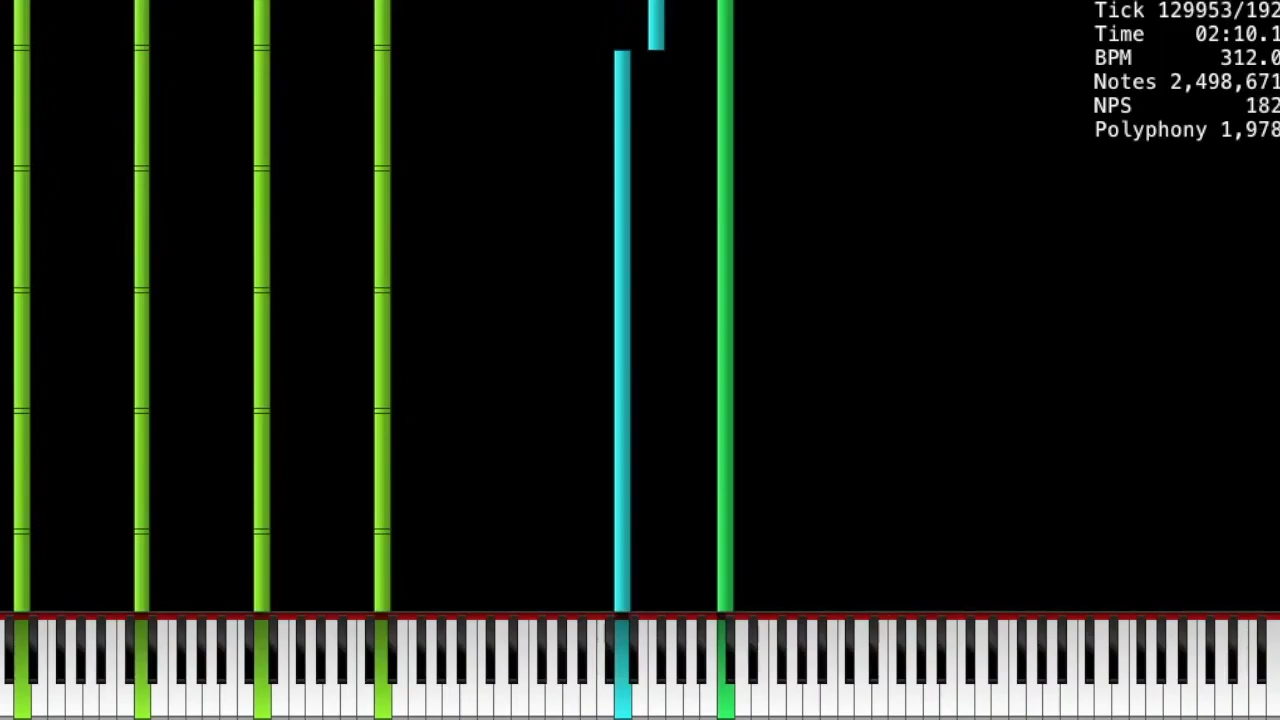 Tick 129953/192
Time 02:10.1
BPM 312.0
Notes 2,498,671
NPS 182
Polyphony 1,978